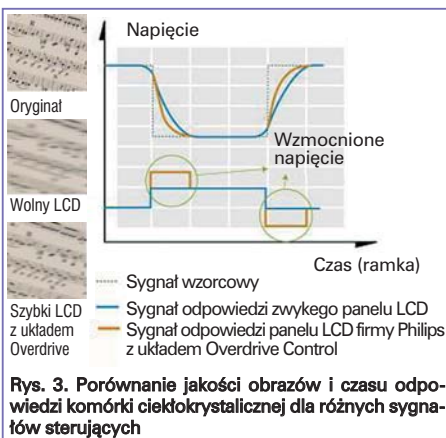 Napięcie
Oryginał
Wzmocnione
napięcie
Wolny LCD
Czas (ramka)
Szybki LCD
z układem
Overdrive
Sygnał wzorcowy
Sygnał odpowiedzi zwykego panelu LCD
Sygnał odpowiedzi panelu LCD firmy Philips
z układem Overdrive Control
Rys. 3. Porównanie jakości obrazów i czasu odpo-
wiedzi komórki ciekłokrystalicznej dla różnych sygna-
łów sterujących